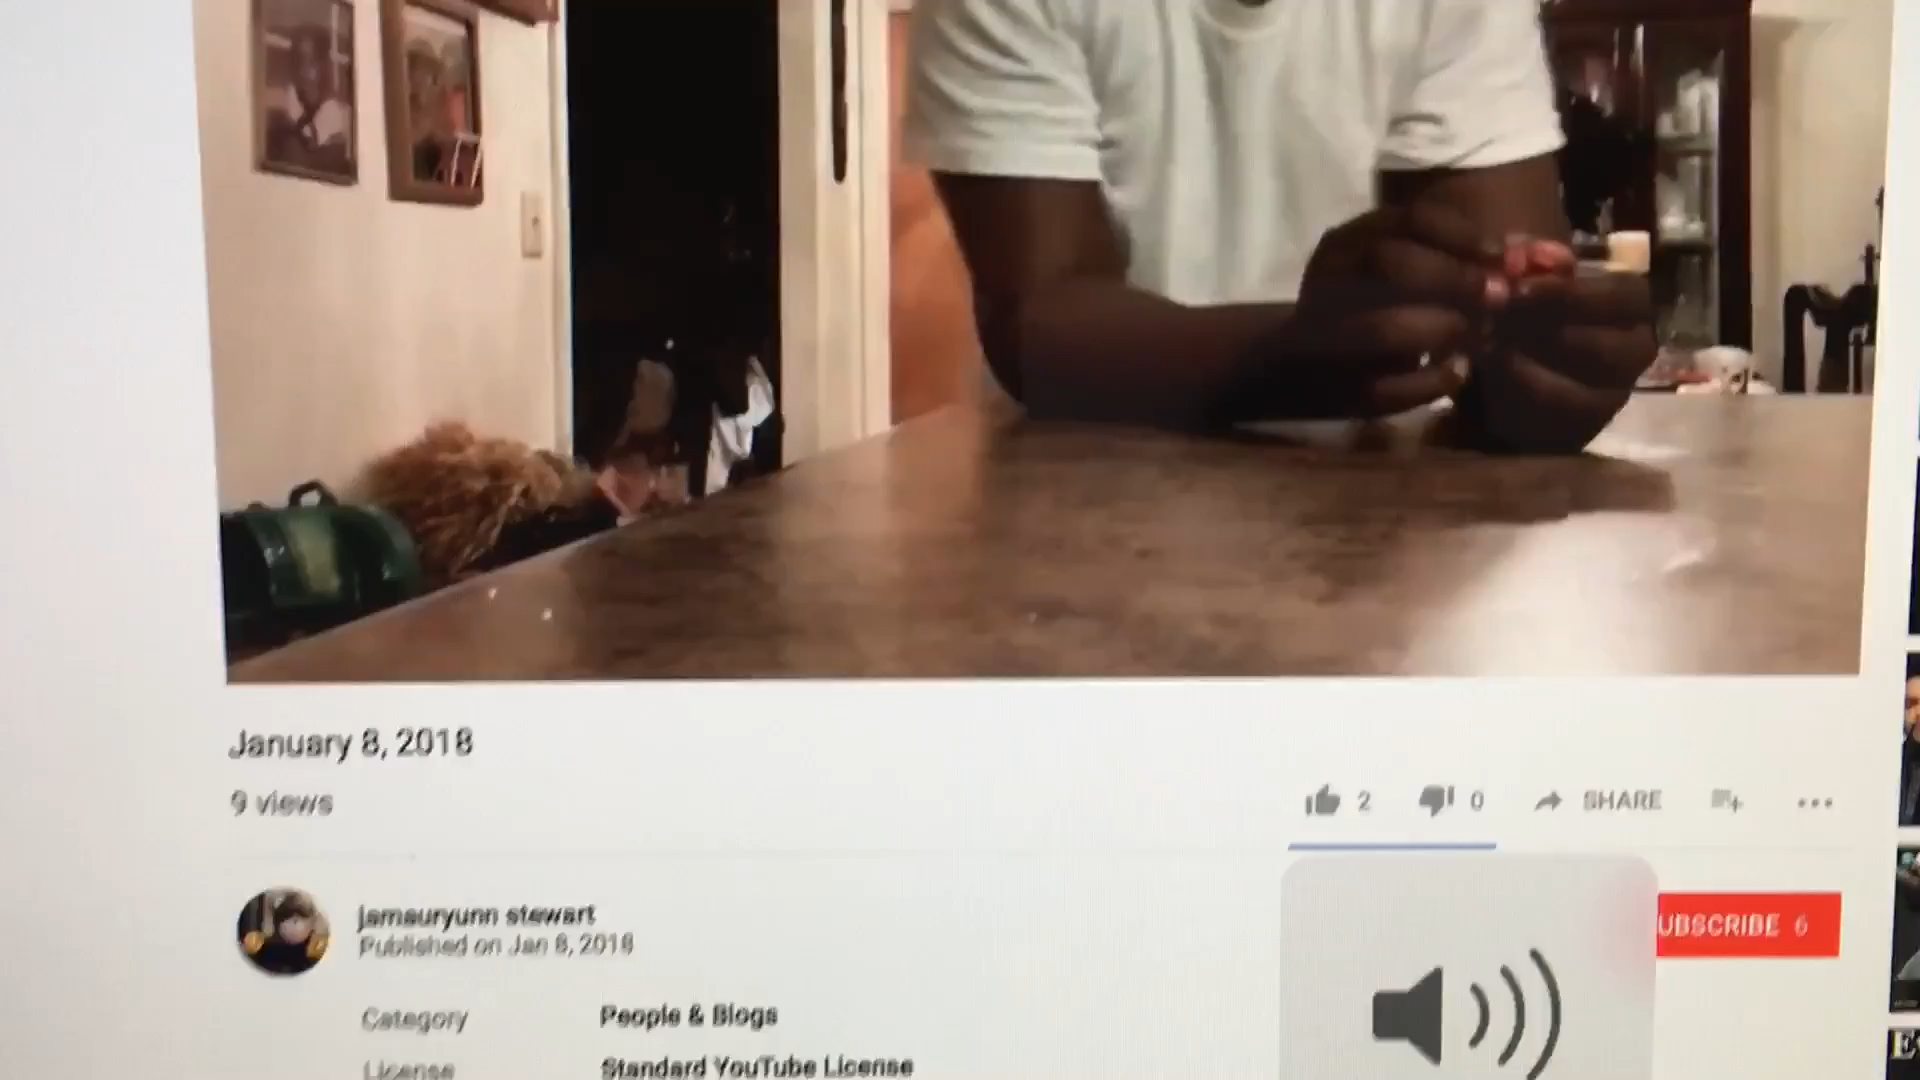 January 8, 2018
9 views
2 0 SHARE
jamauryunn stewart
UBSCRIBE 6
Published on Jan 8, 2018
Category People & Blogs
License Standard YouTube License